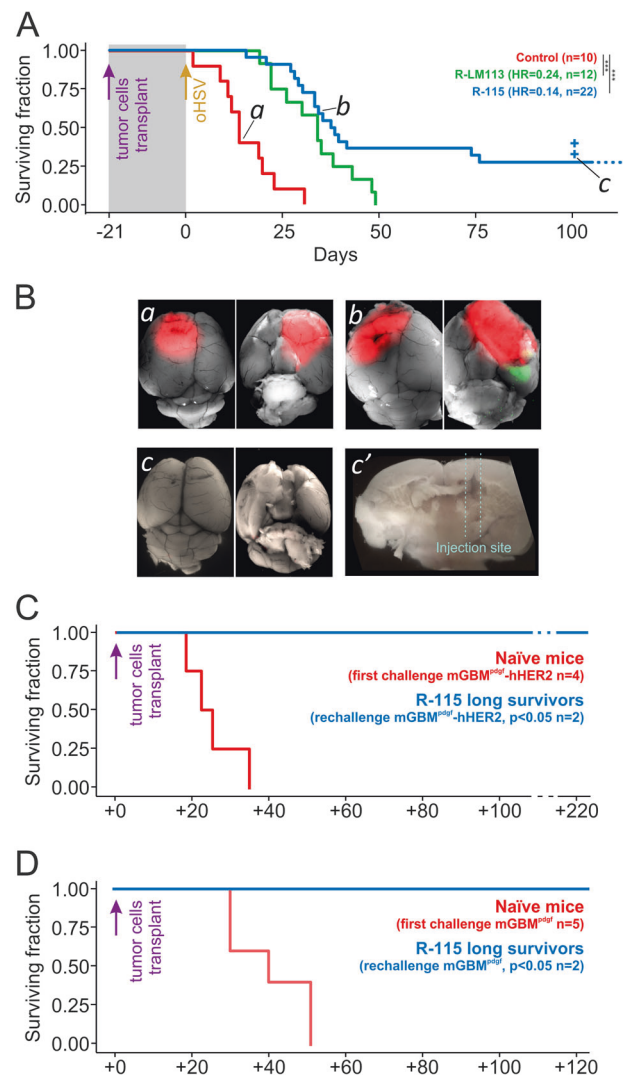 A
Surviving fraction
1.00
0.75
0.50
0.25
0.00
tumor cells
transplant
oHSV
a
b
c
Control (n=10)
R-LM113 (HR=0.24, n=12)
R-115 (HR=0.14, n=22)
***
***
-21 0 25 50 75 100
Days
B
a
b
c
c’
Injection site
C
Surviving fraction
1.00
0.75
0.50
0.25
0.00
tumor cells
transplant
Naïve mice
(first challenge mGBMpdgf-hHER2 n=4)
R-115 long survivors
(rechallenge mGBMpdgf-hHER2, p<0.05 n=2)
+0 +20 +40 +60 +80 +100 +220
D
Surviving fraction
1.00
0.75
0.50
0.25
0.00
tumor cells
transplant
Naïve mice
(first challenge mGBMpdgf n=5)
R-115 long survivors
(rechallenge mGBMpdgf, p<0.05 n=2)
+0 +20 +40 +60 +80 +100 +120